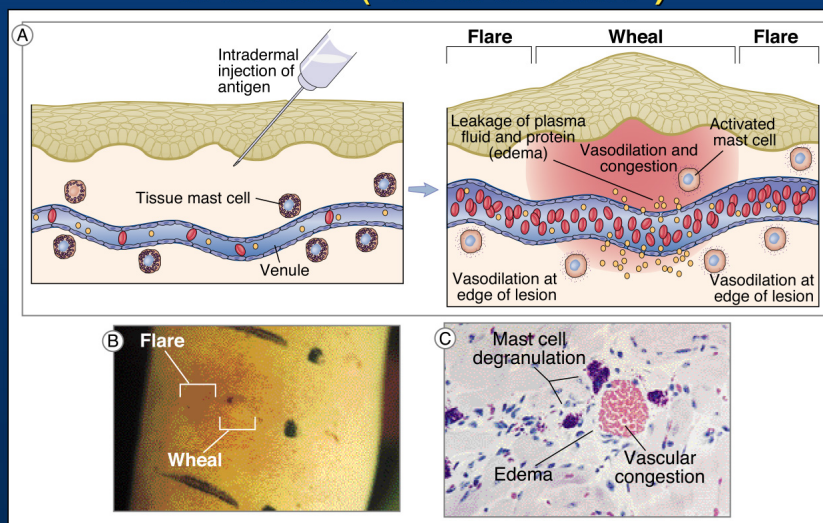 A
Intradermal
injection of
antigen
Tissue mast cell
Venule
Flare
Wheal
Flare
Leakage of plasma
fluid and protein
(edema)
Vasodilation and
congestion
Activated
mast cell
Vasodilation at
edge of lesion
Vasodilation at
edge of lesion
B
Flare
Wheal
C
Mast cell
degranulation
Edema
Vascular
congestion